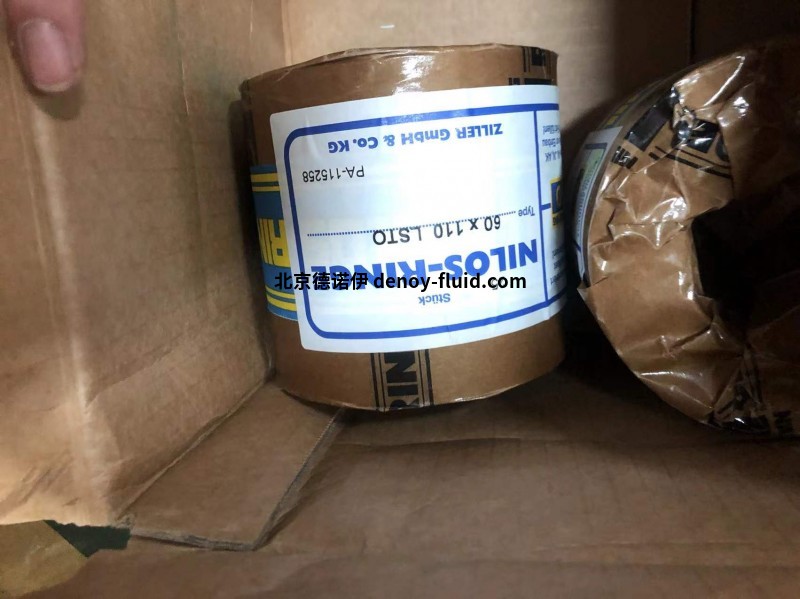 Stück
NILOS-RINGE
Type 60 x 110 LSTO
PA-115258
ZILLER GmbH & Co. KG
RIN
北京德诺伊 denoy-fluid.com